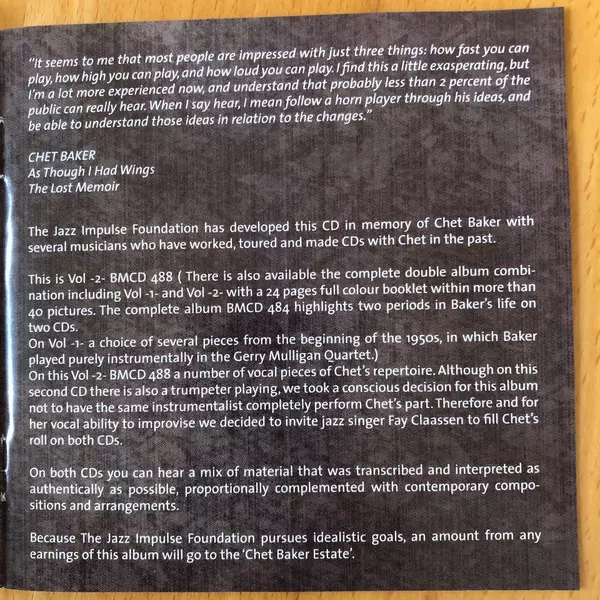 "It seems to me that most people are impressed with just three things: how fast you can
play, how high you can play, and how loud you can play. I find this a little exasperating, but
I'm a lot more experienced now, and understand that probably less than 2 percent of the
public can really hear. When I say hear, I mean follow a horn player through his ideas, and
be able to understand those ideas in relation to the changes."
CHET BAKER
As Though I Had Wings
The Lost Memoir
The Jazz Impulse Foundation has developed this CD in memory of Chet Baker with
several musicians who have worked, toured and made CDs with Chet in the past.
This is Vol -2- BMCD 488 ( There is also available the complete double album combi-
nation including Vol -1- and Vol -2- with a 24 pages full colour booklet within more than
40 pictures. The complete album BMCD 484 highlights two periods in Baker's life on
two CDs.
On Vol -1- a choice of several pieces from the beginning of the 1950s, in which Baker
played purely instrumentally in the Gerry Mulligan Quartet.)
On this Vol -2- BMCD 488 a number of vocal pieces of Chet's repertoire. Although on this
second CD there is also a trumpeter playing, we took a conscious decision for this album
not to have the same instrumentalist completely perform Chet's part. Therefore and for
her vocal ability to improvise we decided to invite jazz singer Fay Claassen to fill Chet's
roll on both CDs.
On both CDs you can hear a mix of material that was transcribed and interpreted as
authentically as possible, proportionally complemented with contemporary compo-
sitions and arrangements.
Because The Jazz Impulse Foundation pursues idealistic goals, an amount from any
earnings of this album will go to the 'Chet Baker Estate'.